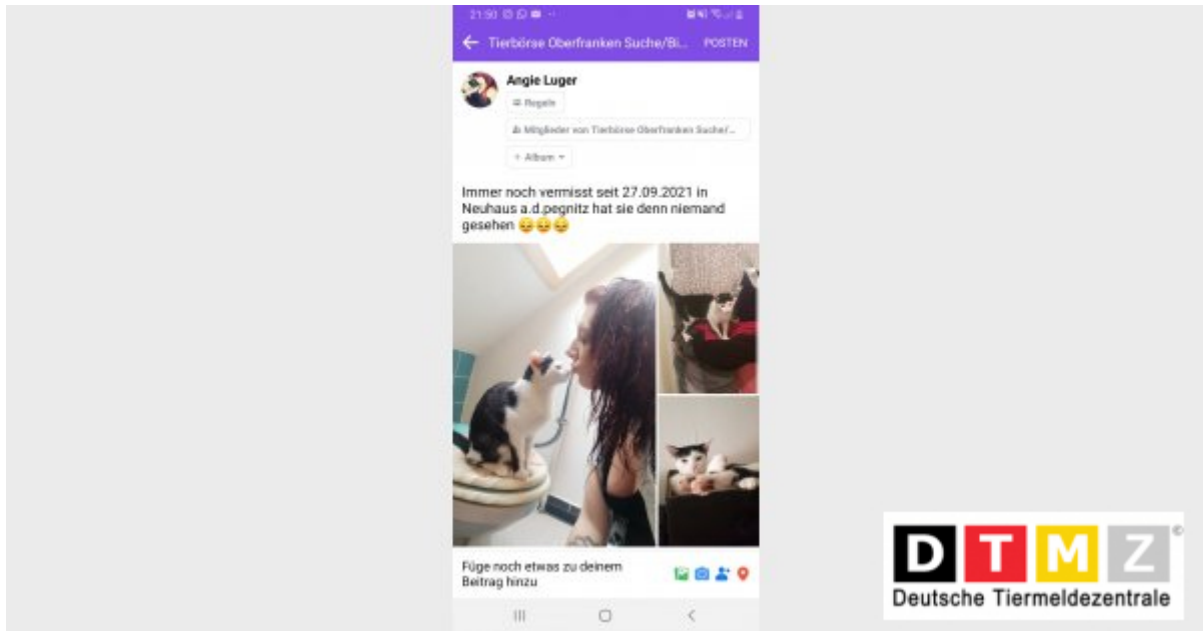 21:50
← Tierbörse Oberfranken Suche/Bi... POSTEN
Angie Luger
Regeln
Mitglieder von Tierbörse Oberfranken Suche/...
+ Album
Immer noch vermisst seit 27.09.2021 in
Neuhaus a.d.pegnitz hat sie denn niemand
gesehen 😔😔😔
Füge noch etwas zu deinem
Beitrag hinzu
DTMZ
Deutsche Tiermeldezentrale